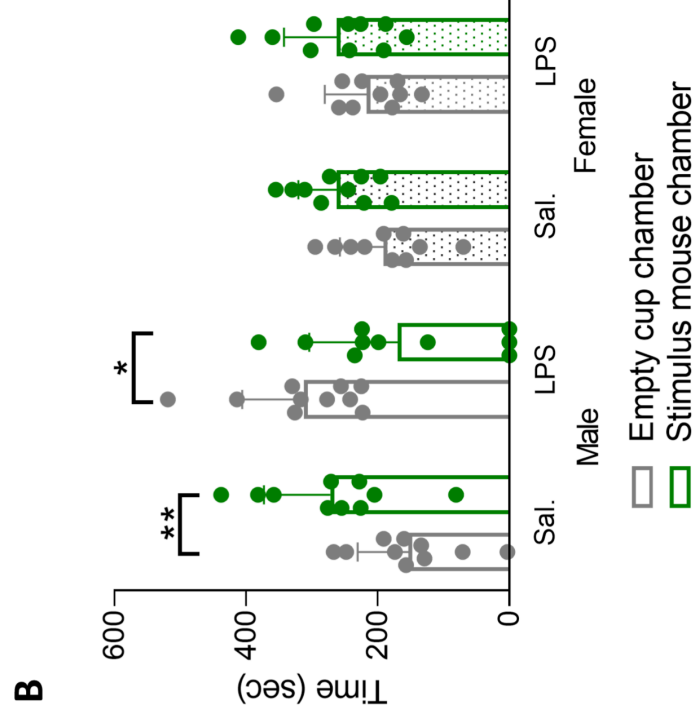 B
Time (sec)
600
400
200
0
**
*
Sal.
LPS
Sal.
LPS
Male
Female
Empty cup chamber
Stimulus mouse chamber